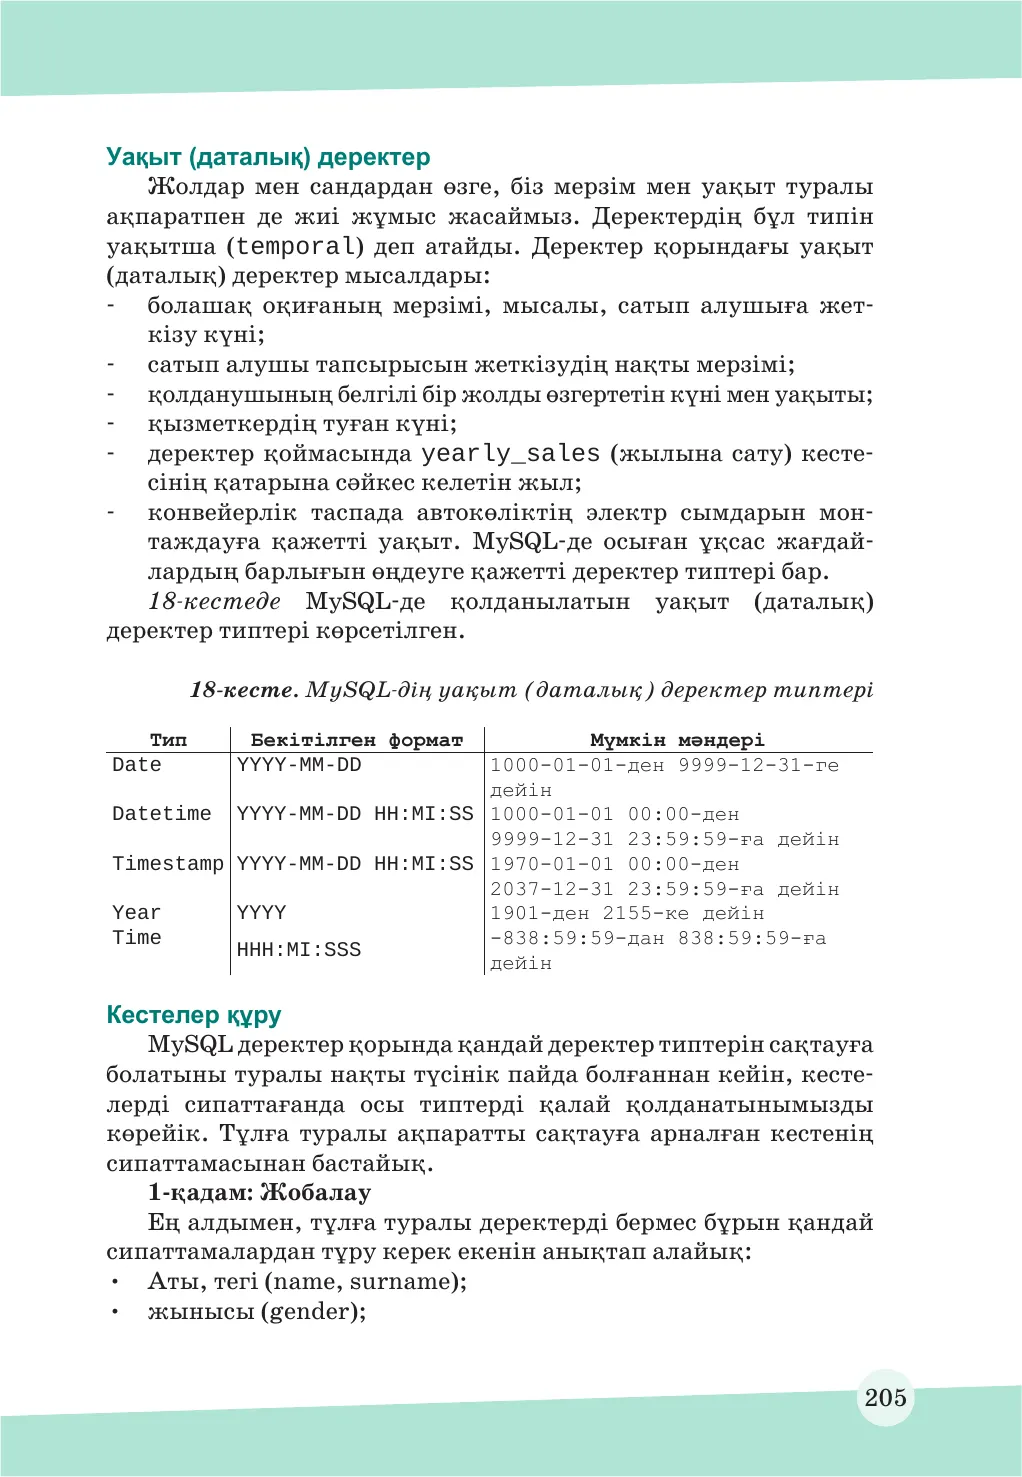 Уақыт (даталық) деректер
Жолдар мен сандардан өзге, біз мерзім мен уақыт туралы
ақпаратпен де жиі жұмыс жасаймыз. Деректердің бұл типін
уақытша (temporal) деп атайды. Деректер қорындағы уақыт
(даталық) деректер мысалдары:
- болашақ оқиғаның мерзімі, мысалы, сатып алушыға жет-
кізу күні;
- сатып алушы тапсырысын жеткізудің нақты мерзімі;
- қолданушының белгілі бір жолды өзгертетін күні мен уақыты;
- қызметкердің туған күні;
- деректер қоймасында yearly_sales (жылына сату) кесте-
сінің қатарына сәйкес келетін жыл;
- конвейерлік таспада автокөліктің электр сымдарын мон-
таждауға қажетті уақыт. MySQL-де осыған ұқсас жағдай-
лардың барлығын өңдеуге қажетті деректер типтері бар.
18-кестеде MySQL-де қолданылатын уақыт (даталық)
деректер типтері көрсетілген.
18-кесте. MySQL-дің уақыт (даталық) деректер типтері
Тип Бекітілген формат Мүмкін мәндері
Date YYYY-MM-DD 1000-01-01-ден 9999-12-31-ге
дейін
Datetime YYYY-MM-DD HH:MI:SS 1000-01-01 00:00-ден
9999-12-31 23:59:59-ға дейін
Timestamp YYYY-MM-DD HH:MI:SS 1970-01-01 00:00-ден
2037-12-31 23:59:59-ға дейін
Year YYYY 1901-ден 2155-ке дейін
Time HHH:MI:SSS -838:59:59-дан 838:59:59-ға
дейін
Кестелер құру
MySQL деректер қорында қандай деректер типтерін сақтауға
болатыны туралы нақты түсінік пайда болғаннан кейін, кесте-
лерді сипаттағанда осы типтерді қалай қолданатынымызды
көрейік. Тұлға туралы ақпаратты сақтауға арналған кестенің
сипаттамасынан бастайық.
1-қадам: Жобалау
Ең алдымен, тұлға туралы деректерді бермес бұрын қандай
сипаттамалардан тұру керек екенін анықтап алайық:
• Аты, тегі (name, surname);
• жынысы (gender);
205